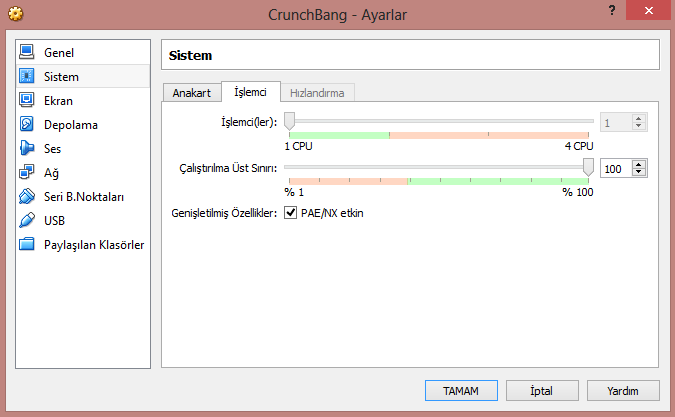 CrunchBang - Ayarlar
Genel
Sistem
Ekran
Depolama
Ses
Ağ
Seri B.Noktaları
USB
Paylaşılan Klasörler
Sistem
Anakart İşlemci Hızlandırma
İşlemci(ler): 1
1 CPU 4 CPU
Çalıştırılma Üst Sınırı: 100
% 1 % 100
Genişletilmiş Özellikler: PAE/NX etkin
TAMAM İptal Yardım